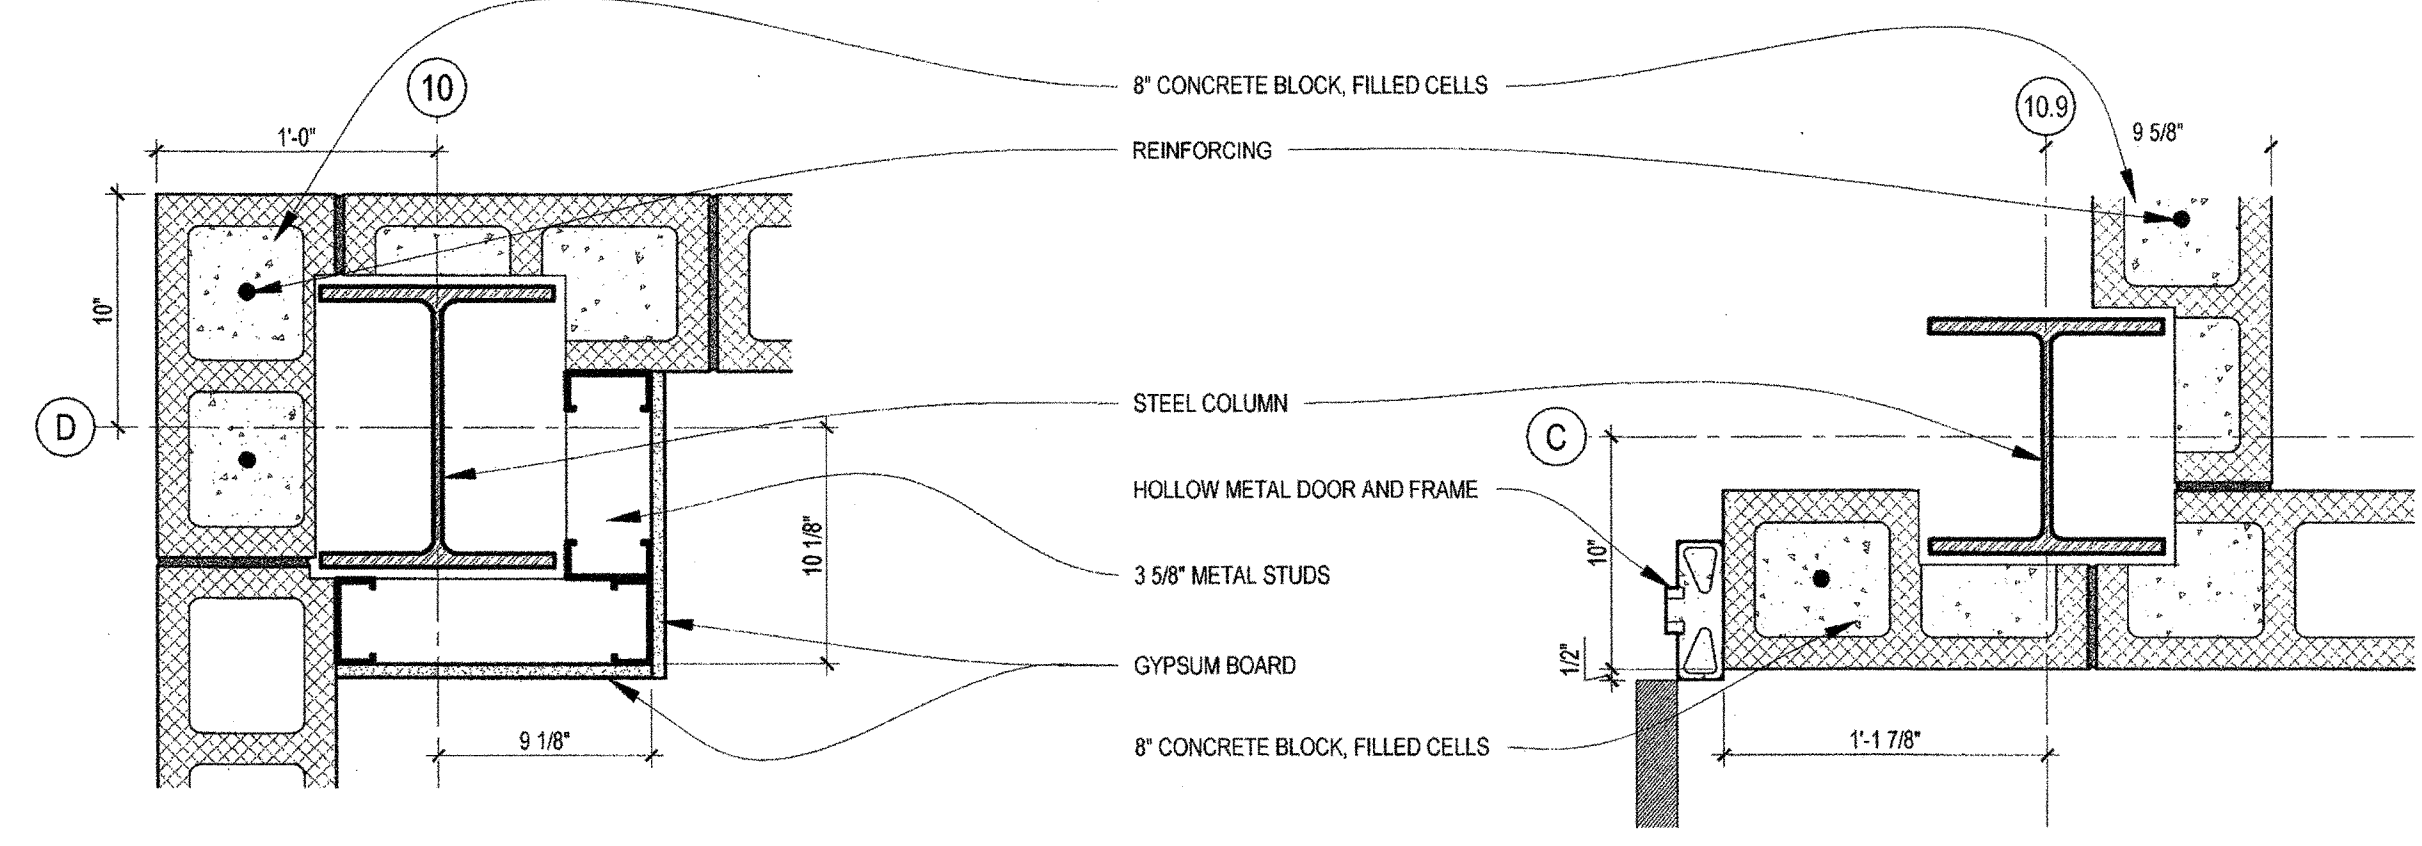 8" CONCRETE BLOCK, FILLED CELLS
10
10.9
1'-0"
9 5/8"
REINFORCING
10"
STEEL COLUMN
D
C
HOLLOW METAL DOOR AND FRAME
10 1/8"
10"
3 5/8" METAL STUDS
GYPSUM BOARD
1/2"
9 1/8"
8" CONCRETE BLOCK, FILLED CELLS
1'-1 7/8"